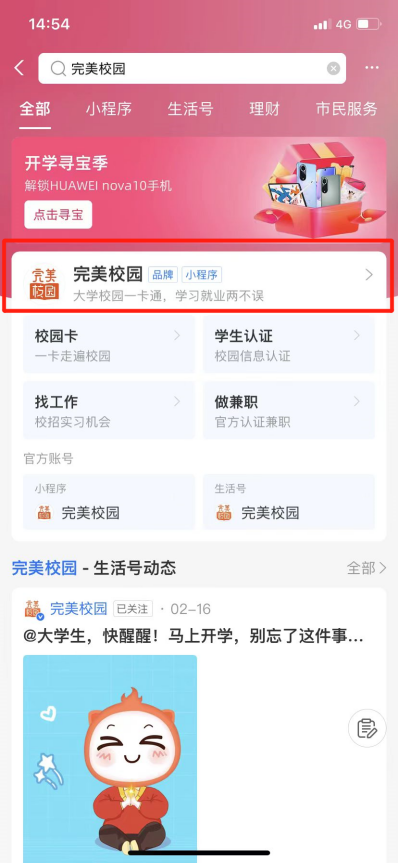 14:54
4G
完美校园
全部 小程序 生活号 理财 市民服务
开学寻宝季
解锁HUAWEI nova10手机
点击寻宝
完美校园
完美校园 品牌 小程序
大学校园一卡通，学习就业两不误
校园卡
一卡走遍校园
学生认证
校园信息认证
找工作
校招实习机会
做兼职
官方认证兼职
官方账号
小程序
完美校园
生活号
完美校园
完美校园 - 生活号动态 全部
完美校园 已关注 · 02-16
@大学生，快醒醒！马上开学，别忘了这件事...